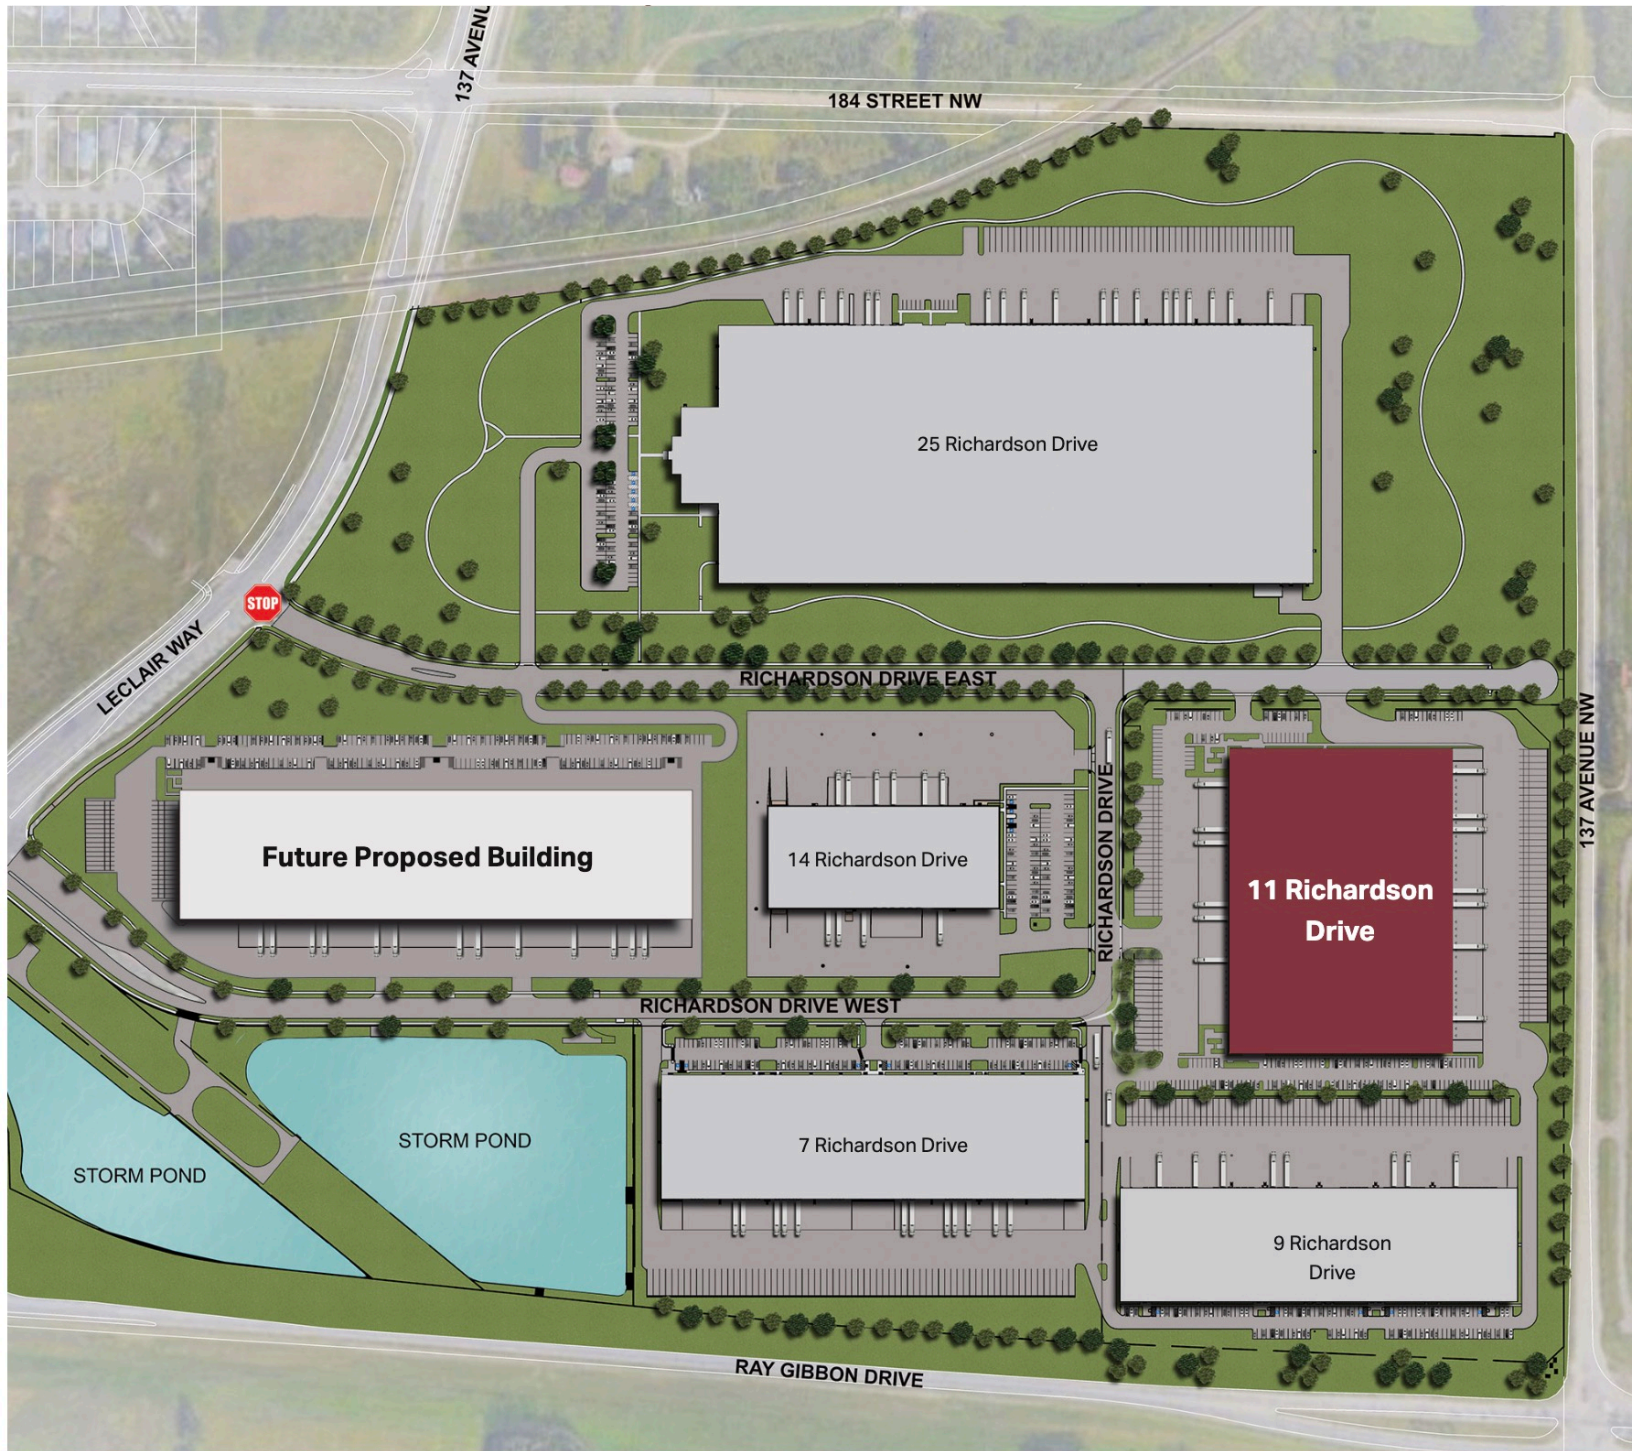 137 AVENU
184 STREET NW
25 Richardson Drive
STOP
LECLAIR WAY
RICHARDSON DRIVE EAST
137 AVENUE NW
RICHARDSON DRIVE
Future Proposed Building
14 Richardson Drive
11 Richardson
Drive
RICHARDSON DRIVE WEST
STORM POND
STORM POND
7 Richardson Drive
9 Richardson
Drive
RAY GIBBON DRIVE